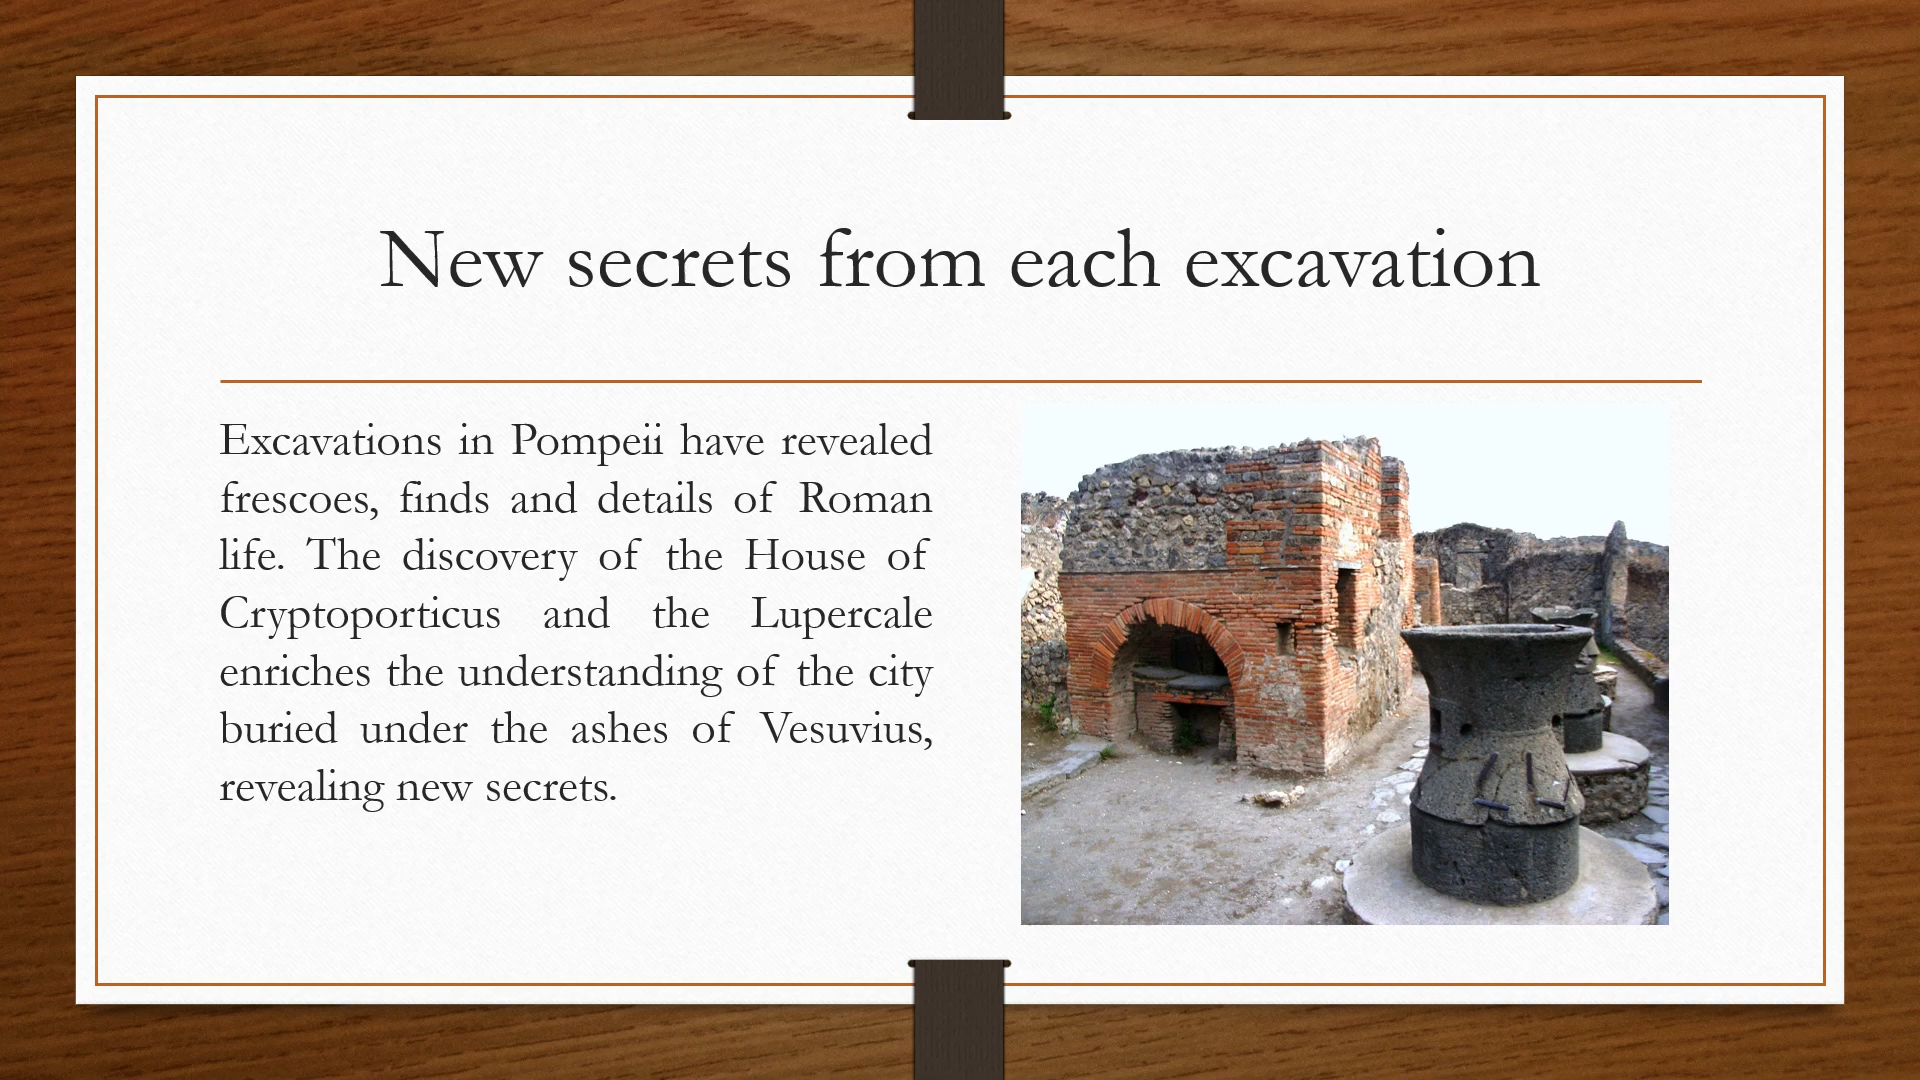 New secrets from each excavation
Excavations in Pompeii have revealed
frescoes, finds and details of Roman
life. The discovery of the House of
Cryptoporticus and the Lupercale
enriches the understanding of the city
buried under the ashes of Vesuvius,
revealing new secrets.